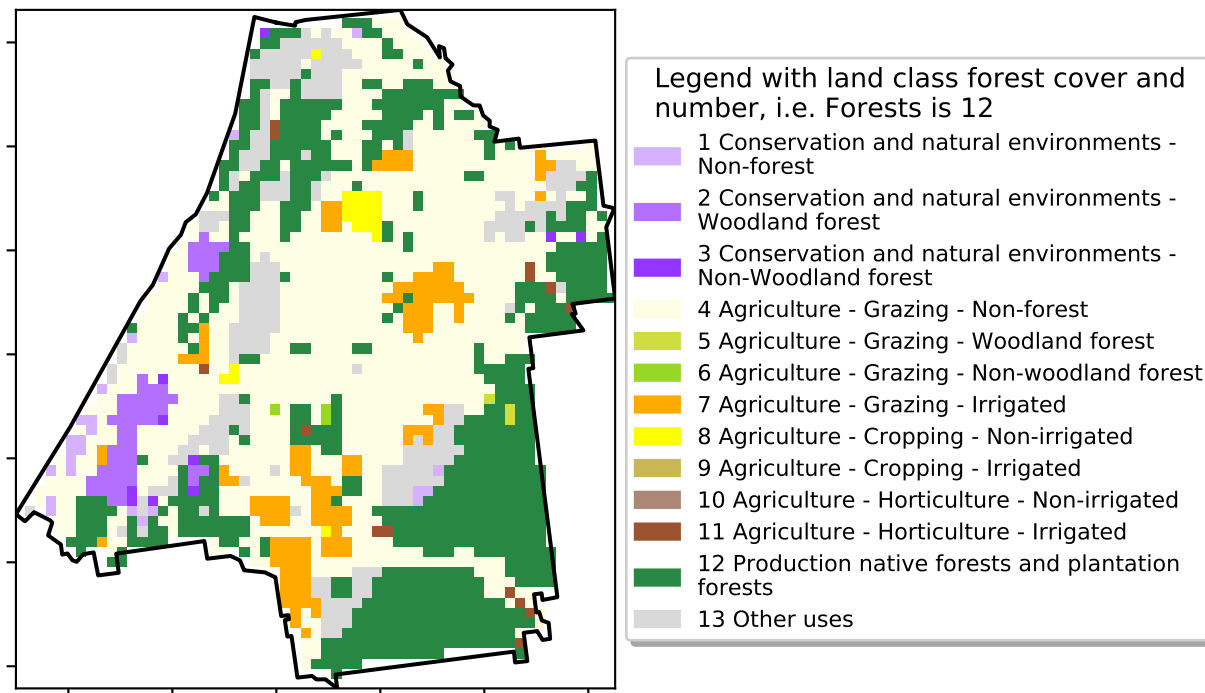 Legend with land class forest cover and
number, i.e. Forests is 12
1 Conservation and natural environments -
Non-forest
2 Conservation and natural environments -
Woodland forest
3 Conservation and natural environments -
Non-Woodland forest
4 Agriculture - Grazing - Non-forest
5 Agriculture - Grazing - Woodland forest
6 Agriculture - Grazing - Non-woodland forest
7 Agriculture - Grazing - Irrigated
8 Agriculture - Cropping - Non-irrigated
9 Agriculture - Cropping - Irrigated
10 Agriculture - Horticulture - Non-irrigated
11 Agriculture - Horticulture - Irrigated
12 Production native forests and plantation
forests
13 Other uses